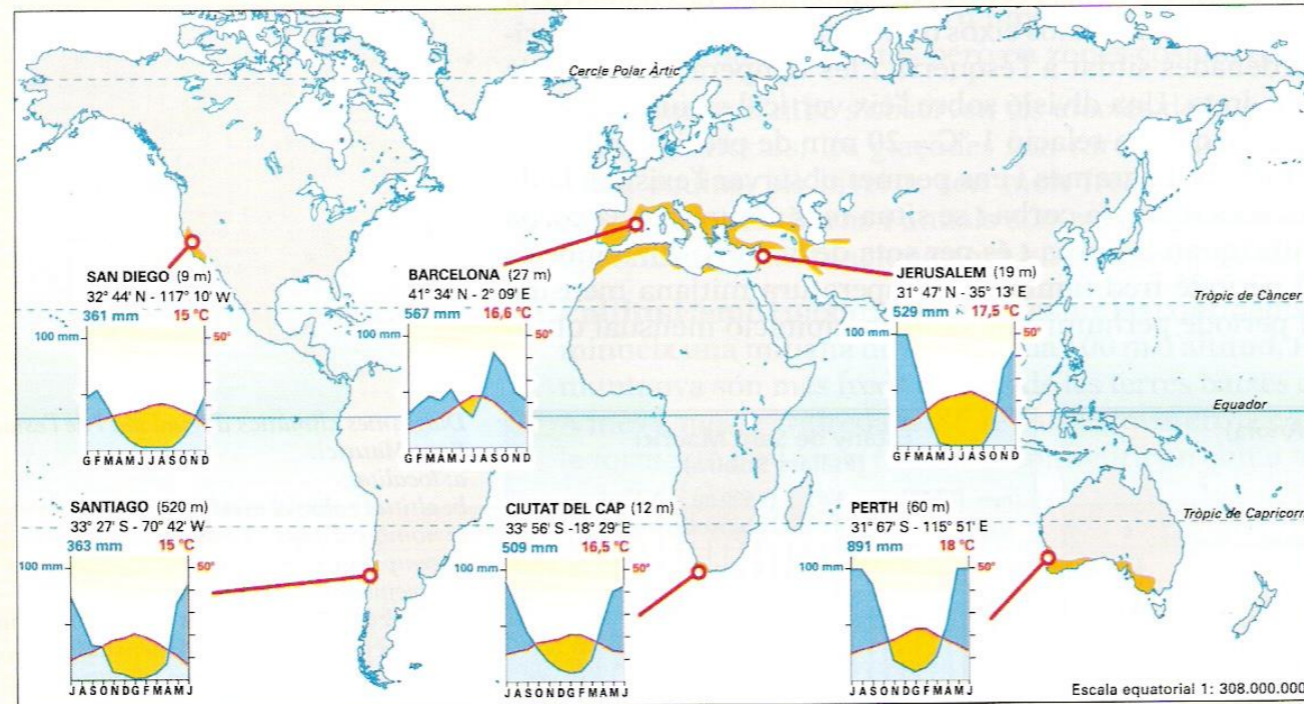 Cercle Polar Àrtic
SAN DIEGO (9 m)
32° 44' N - 117° 10' W
361 mm 15 °C
100 mm 50°
G F M A M J J A S O N D
BARCELONA (27 m)
41° 34' N - 2° 09' E
567 mm 16,6 °C
100 mm 50°
G F M A M J J A S O N D
JERUSALEM (19 m)
31° 47' N - 35° 13' E
529 mm 17,5 °C
100 mm 50°
G F M A M J J A S O N D
Tròpic de Càncer
Equador
SANTIAGO (520 m)
33° 27' S - 70° 42' W
363 mm 15 °C
100 mm 50°
J A S O N D G F M A M J
CIUTAT DEL CAP (12 m)
33° 56' S -18° 29' E
509 mm 16,5 °C
100 mm 50°
J A S O N D G F M A M J
PERTH (60 m)
31° 67' S - 115° 51' E
891 mm 18 °C
100 mm 50°
J A S O N D G F M A M J
Tròpic de Capricorn
Escala equatorial 1: 308.000.000